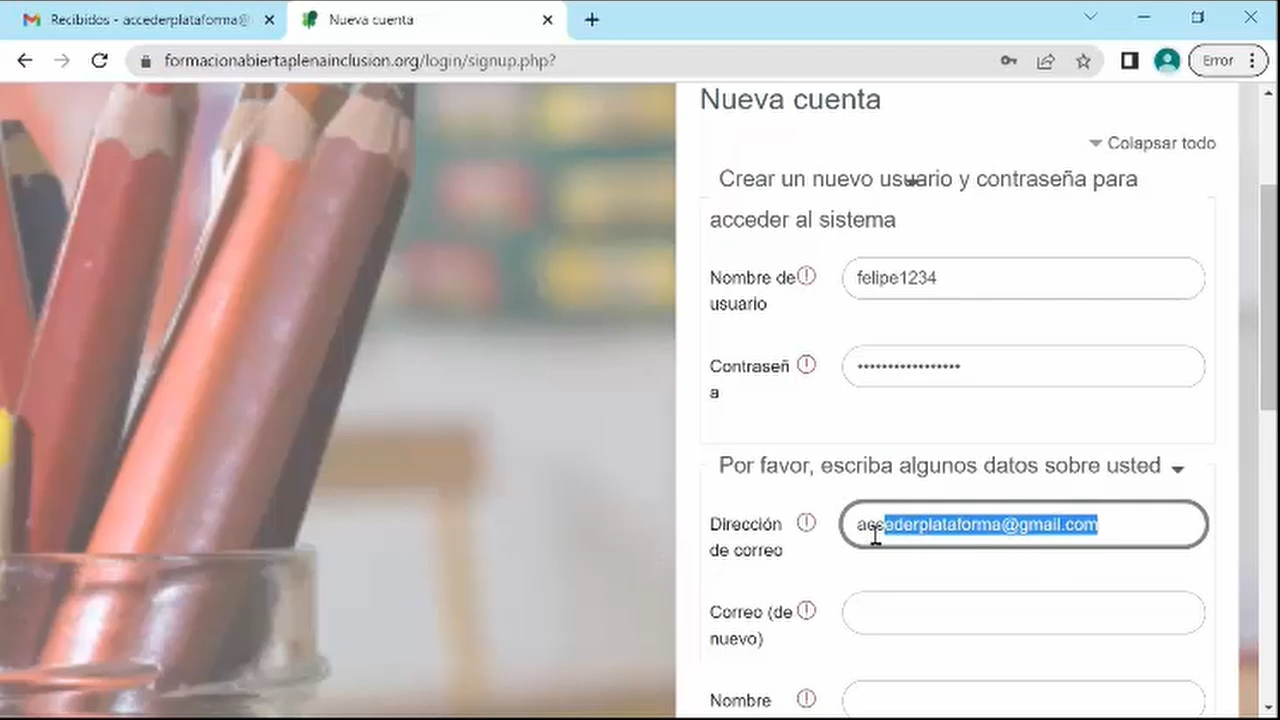 Recibidos - accederplataforma@
Nueva cuenta
formacionabiertaplenainclusion.org/login/signup.php?
Error
Nueva cuenta
Colapsar todo
Crear un nuevo usuario y contraseña para
acceder al sistema
Nombre de
usuario
felipe1234
Contraseñ
a
•••••••••••••••••
Por favor, escriba algunos datos sobre usted
Dirección
de correo
accederplataforma@gmail.com
Correo (de
nuevo)
Nombre